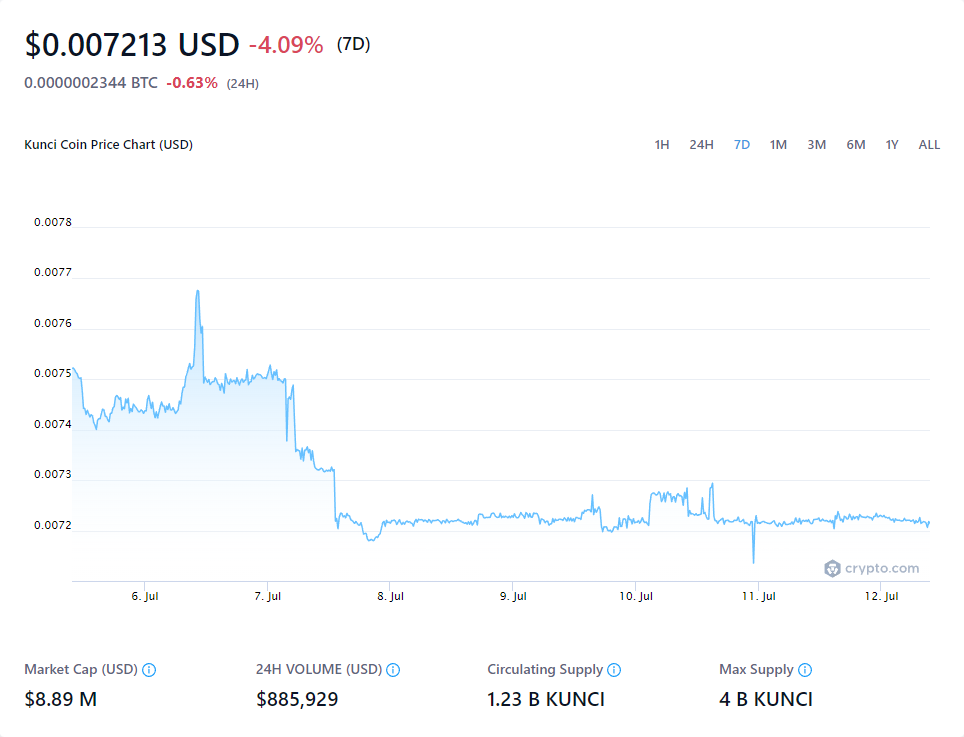 $0.007213 USD -4.09% (7D)
0.0000002344 BTC -0.63% (24H)
Kunci Coin Price Chart (USD) 1H 24H 7D 1M 3M 6M 1Y ALL
0.0078
0.0077
0.0076
0.0075
0.0074
0.0073
0.0072
crypto.com
6. Jul 7. Jul 8. Jul 9. Jul 10. Jul 11. Jul 12. Jul
Market Cap (USD) 24H VOLUME (USD) Circulating Supply Max Supply
$8.89 M $885,929 1.23 B KUNCI 4 B KUNCI